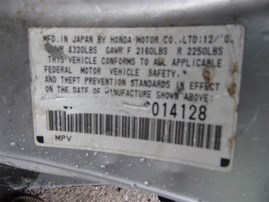 MFD. IN JAPAN BY HONDA MOTOR CO., LTD. 12/'0
GVWR 4320LBS GAWR F 2160LBS R 2250LBS
THIS VEHICLE CONFORMS TO ALL APPLICABLE
FEDERAL MOTOR VEHICLE SAFETY,
AND THEFT PREVENTION STANDARDS IN EFFECT
ON THE DATE OF MANUFACTURE SHOWN ABOVE.
014128
MPV